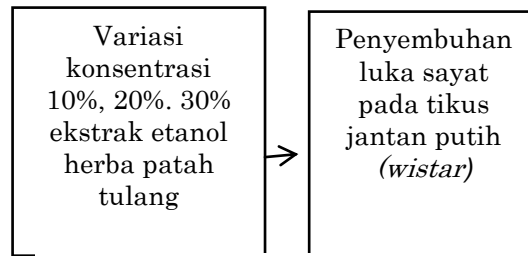 Variasi
konsentrasi
10%, 20%. 30%
ekstrak etanol
herba patah
tulang
Penyembuhan
luka sayat
pada tikus
jantan putih
(wistar)